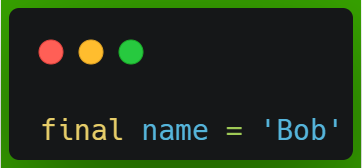 final name = 'Bob'